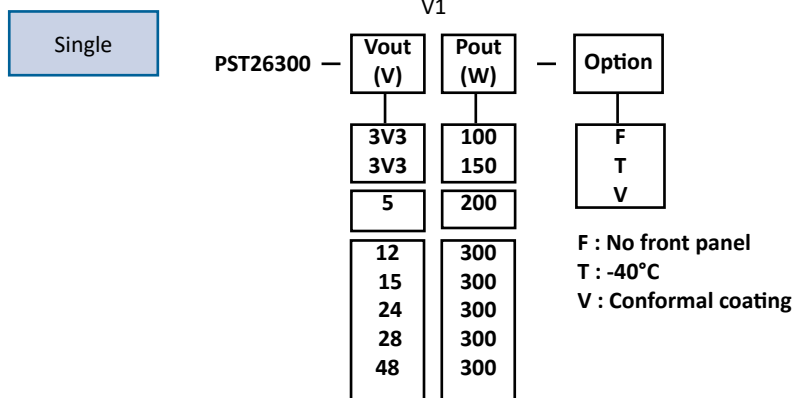 V1
Single
PST26300 — Vout (V) Pout (W) — Option
3V3 100 F
3V3 150 T
5 200 V
12 300
15 300
24 300
28 300
48 300
F : No front panel
T : -40°C
V : Conformal coating